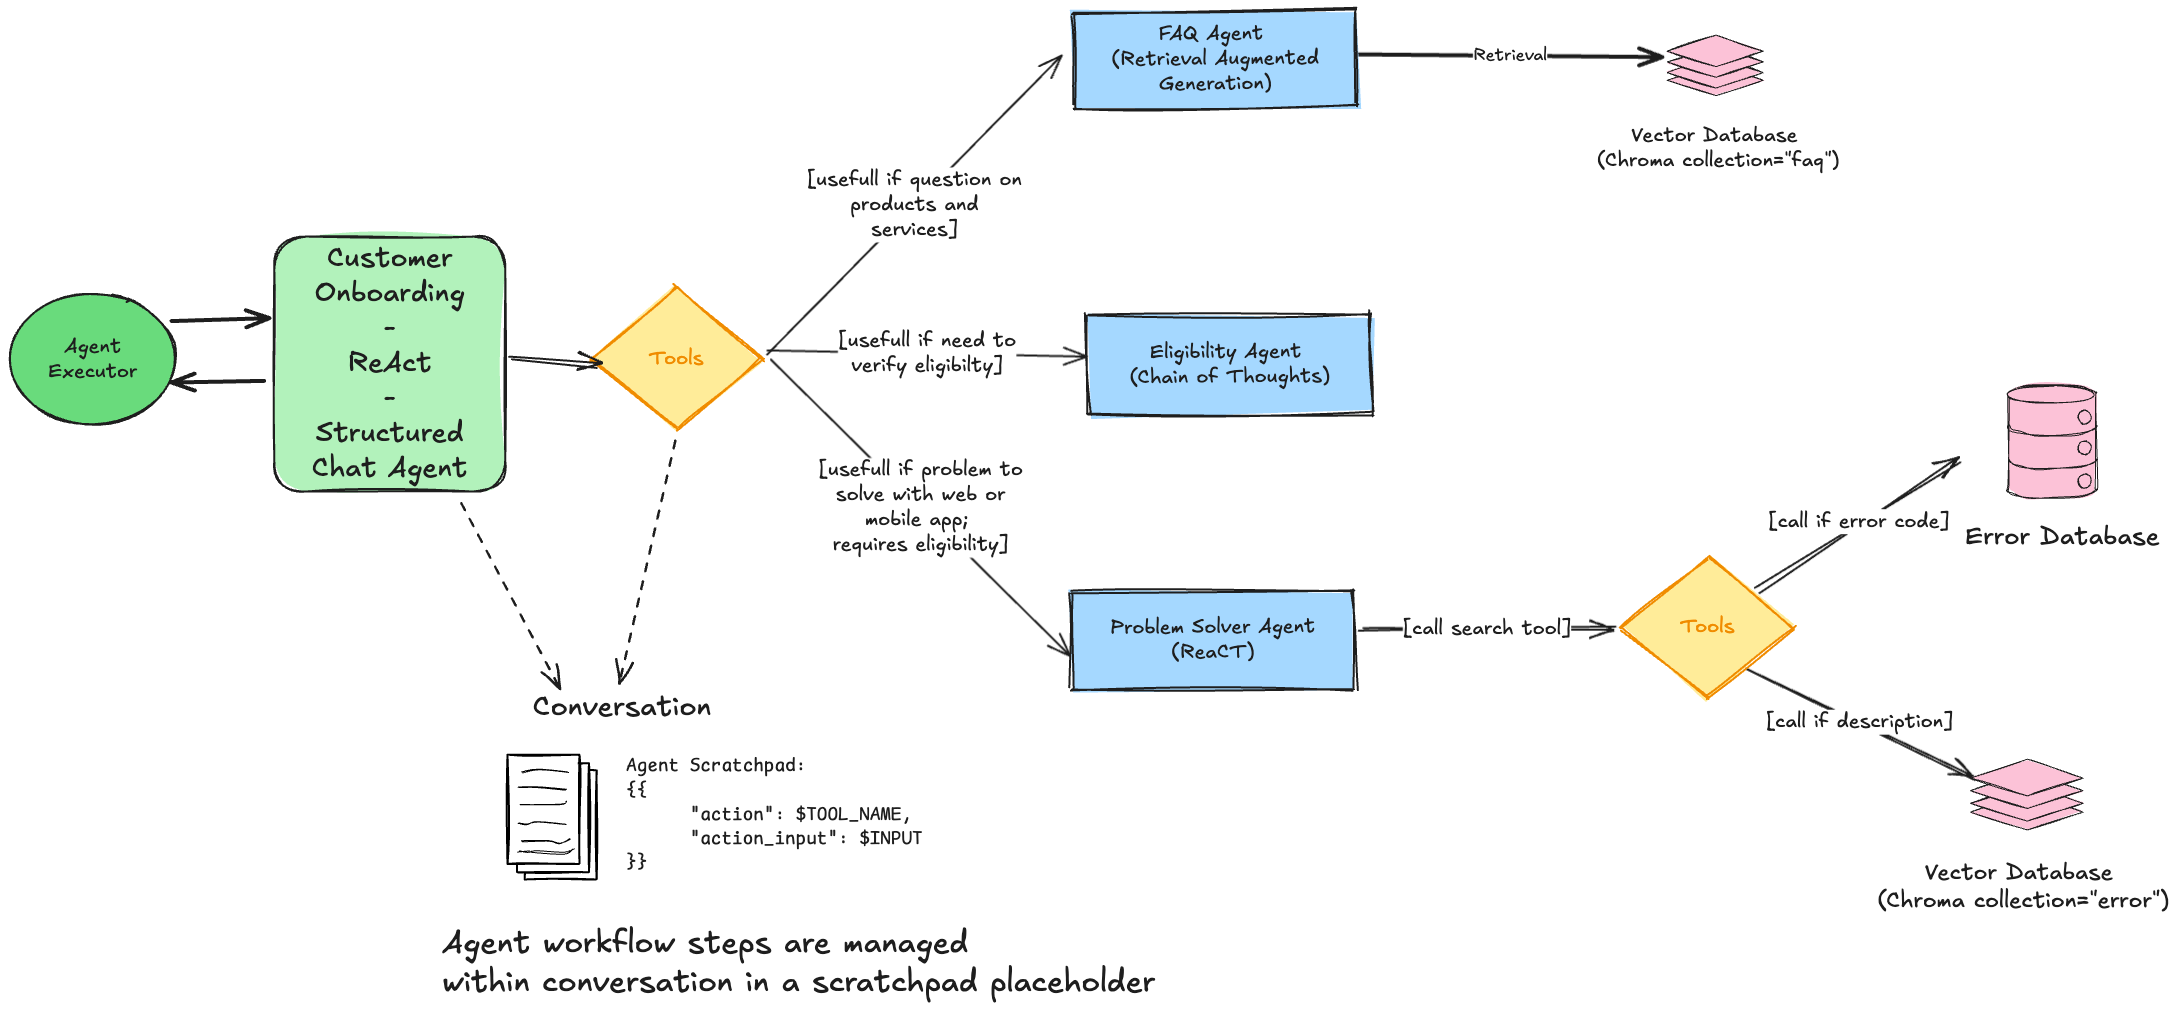 FAQ Agent
(Retrieval Augmented
Generation)
Retrieval
Vector Database
(Chroma collection="faq")
[usefull if question on
products and
services]
Customer
Onboarding
-
ReAct
-
Structured
Chat Agent
Agent
Executor
Tools
[usefull if need to
verify eligibilty]
Eligibility Agent
(Chain of Thoughts)
[usefull if problem to
solve with web or
mobile app;
requires eligibility]
Problem Solver Agent
(ReaCT)
[call search tool]
Tools
[call if error code]
Error Database
[call if description]
Vector Database
(Chroma collection="error")
Conversation
Agent Scratchpad:
{{
"action": $TOOL_NAME,
"action_input": $INPUT
}}
Agent workflow steps are managed
within conversation in a scratchpad placeholder